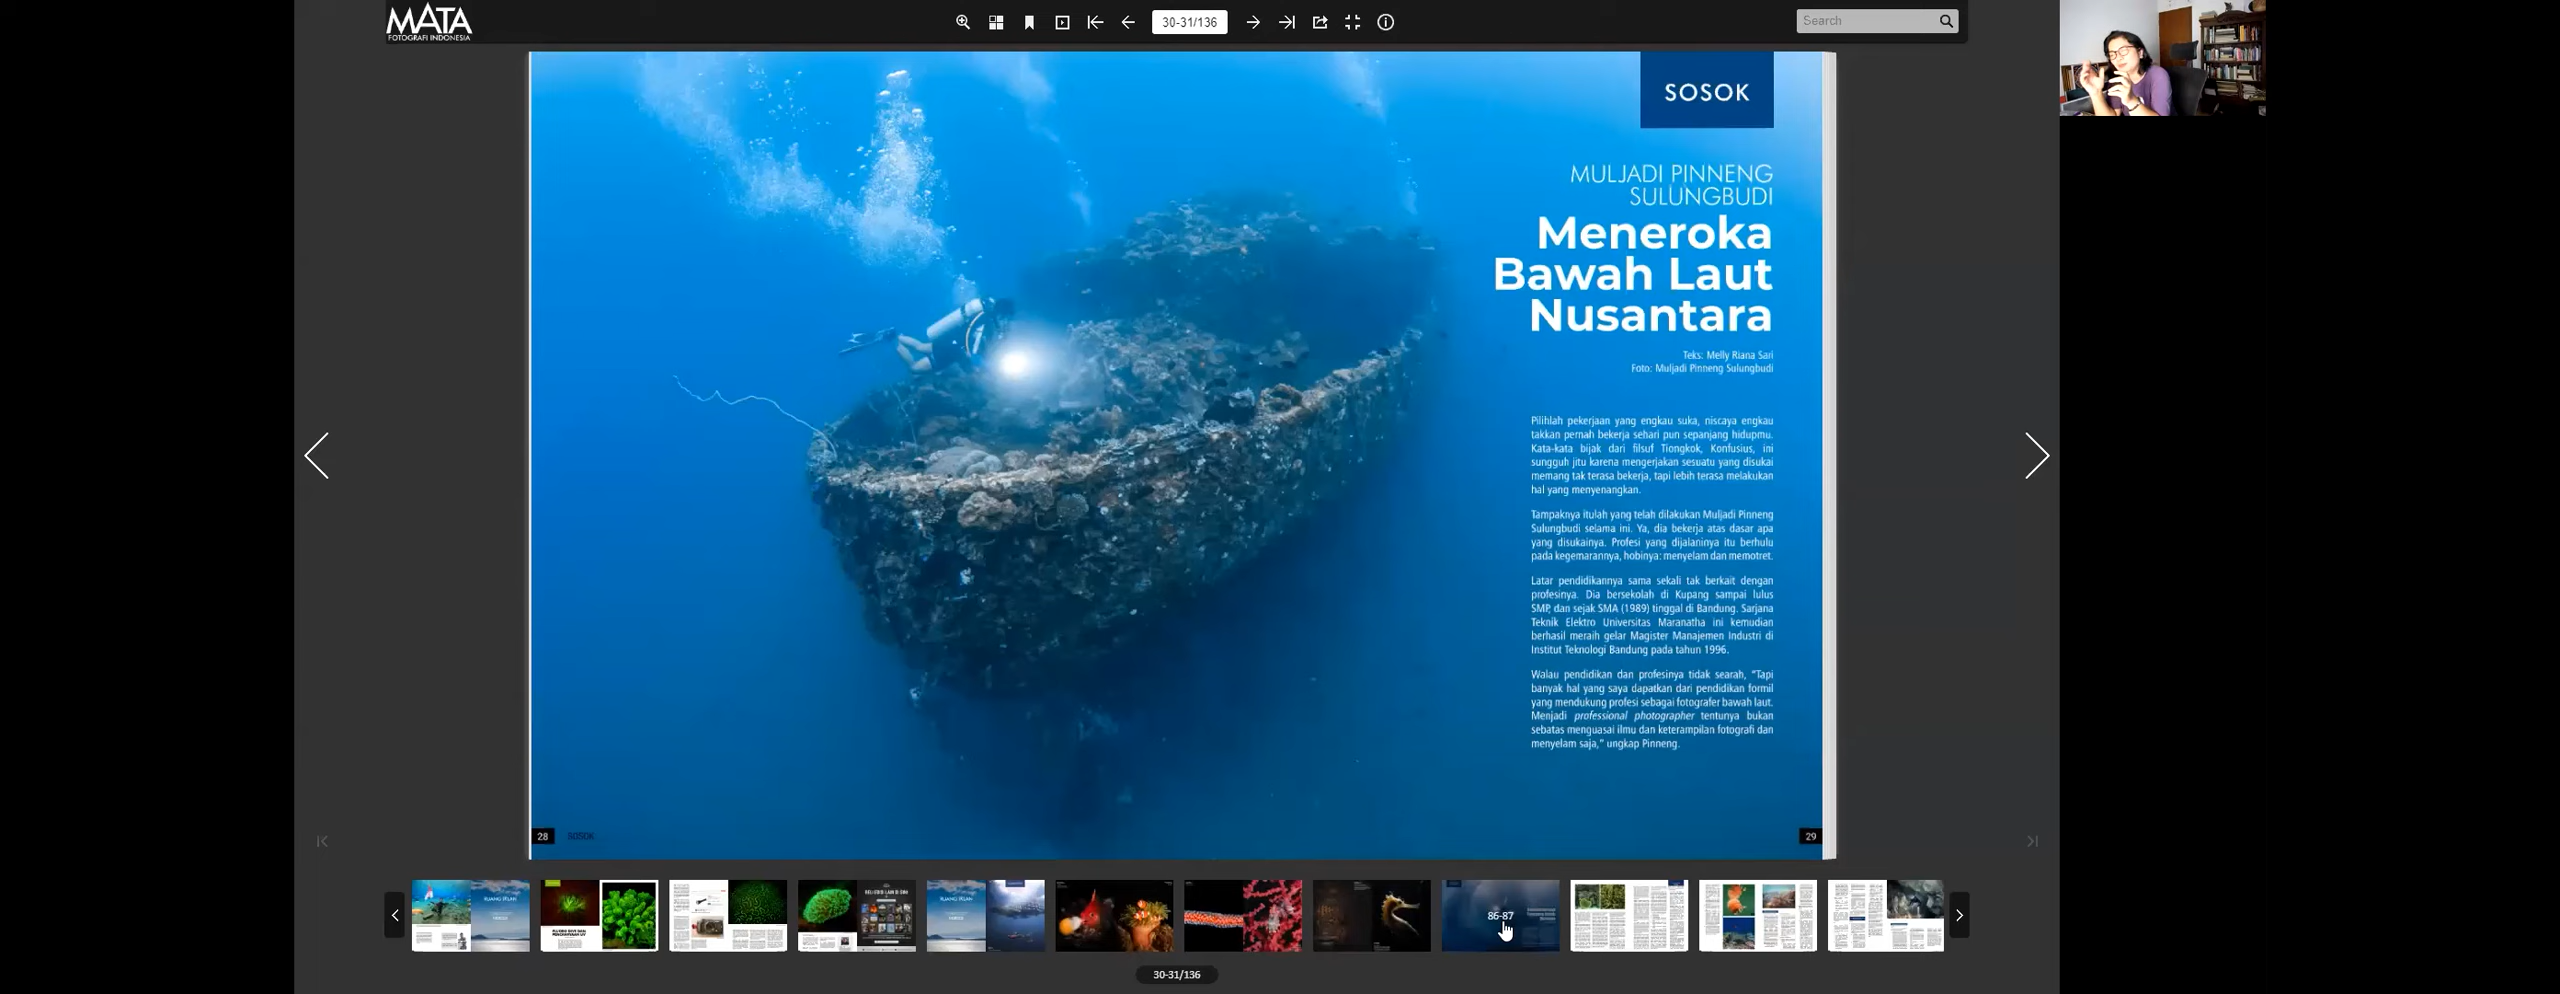 MATA
FOTOGRAFI INDONESIA
30-31/136
Search
SOSOK
MULJADI PINNENG
SULUNGBUDI
Meneroka
Bawah Laut
Nusantara
Teks: Melly Riana Sari
Foto: Muljadi Pinneng Sulungbudi
Pilihlah pekerjaan yang engkau suka, niscaya engkau
takkan pernah bekerja sehari pun sepanjang hidupmu.
Kata-kata bijak dari filsuf Tiongkok, Konfusius, ini
sungguh jitu karena mengerjakan sesuatu yang disukai
memang tak terasa bekerja, tapi lebih terasa melakukan
hal yang menyenangkan.
Tampaknya itulah yang telah dilakukan Muljadi Pinneng
Sulungbudi selama ini. Ya, dia bekerja atas dasar apa
yang disukainya. Profesi yang dijalaninya itu berhulu
pada kegemarannya, hobinya: menyelam dan memotret.
Latar pendidikannya sama sekali tak berkait dengan
profesinya. Dia bersekolah di Kupang sampai lulus
SMP, dan sejak SMA (1989) tinggal di Bandung. Sarjana
Teknik Elektro Universitas Maranatha ini kemudian
berhasil meraih gelar Magister Manajemen Industri di
Institut Teknologi Bandung pada tahun 1996.
Walau pendidikan dan profesinya tidak searah, “Tapi
banyak hal yang saya dapatkan dari pendidikan formil
yang mendukung profesi sebagai fotografer bawah laut.
Menjadi professional photographer tentunya bukan
sebatas menguasai ilmu dan keterampilan fotografi dan
menyelam saja,” ungkap Pinneng.
28
SOSOK
29
RUANG IKLAN
RUANG IKLAN
86-87
30-31/136